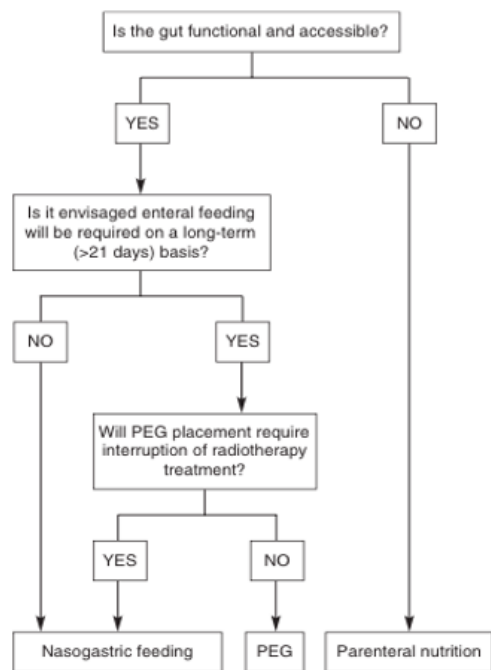 Is the gut functional and accessible?
YES
NO
Is it envisaged enteral feeding
will be required on a long-term
(>21 days) basis?
NO
YES
Will PEG placement require
interruption of radiotherapy
treatment?
YES
NO
Nasogastric feeding
PEG
Parenteral nutrition